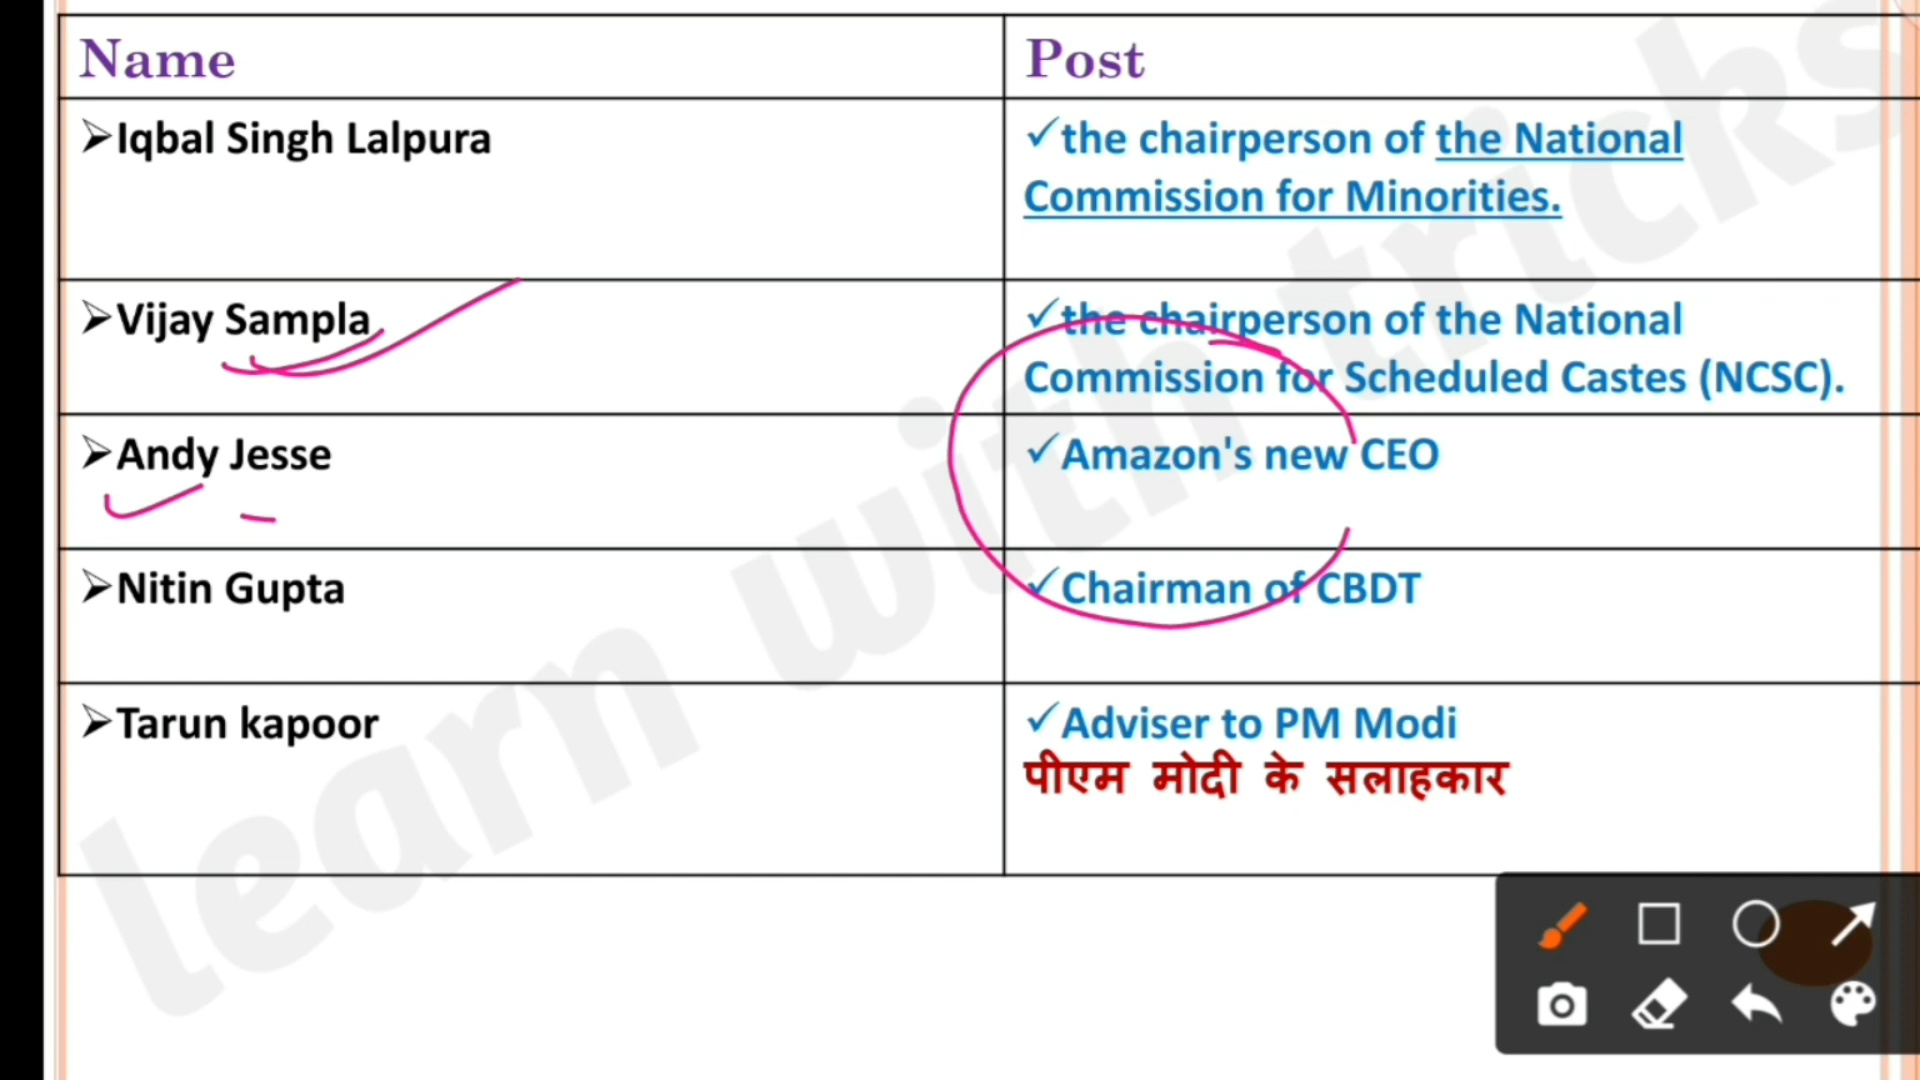 Name Post
➢Iqbal Singh Lalpura ✓the chairperson of the National
Commission for Minorities.
➢Vijay Sampla ✓the chairperson of the National
Commission for Scheduled Castes (NCSC).
➢Andy Jesse ✓Amazon's new CEO
➢Nitin Gupta ✓Chairman of CBDT
➢Tarun kapoor ✓Adviser to PM Modi
पीएम मोदी के सलाहकार
learn with tricks